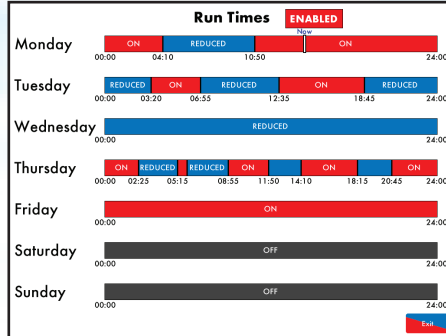 Run Times ENABLED
Now
Monday ON REDUCED ON
00:00 04:10 10:50 24:00
Tuesday REDUCED ON REDUCED ON REDUCED
00:00 03:20 06:55 12:35 18:45 24:00
Wednesday REDUCED
00:00 24:00
Thursday ON REDUCED REDUCED ON ON ON
00:00 02:25 05:15 08:55 11:50 14:10 18:15 20:45 24:00
Friday ON
00:00 24:00
Saturday OFF
00:00 24:00
Sunday OFF
00:00 24:00
Exit